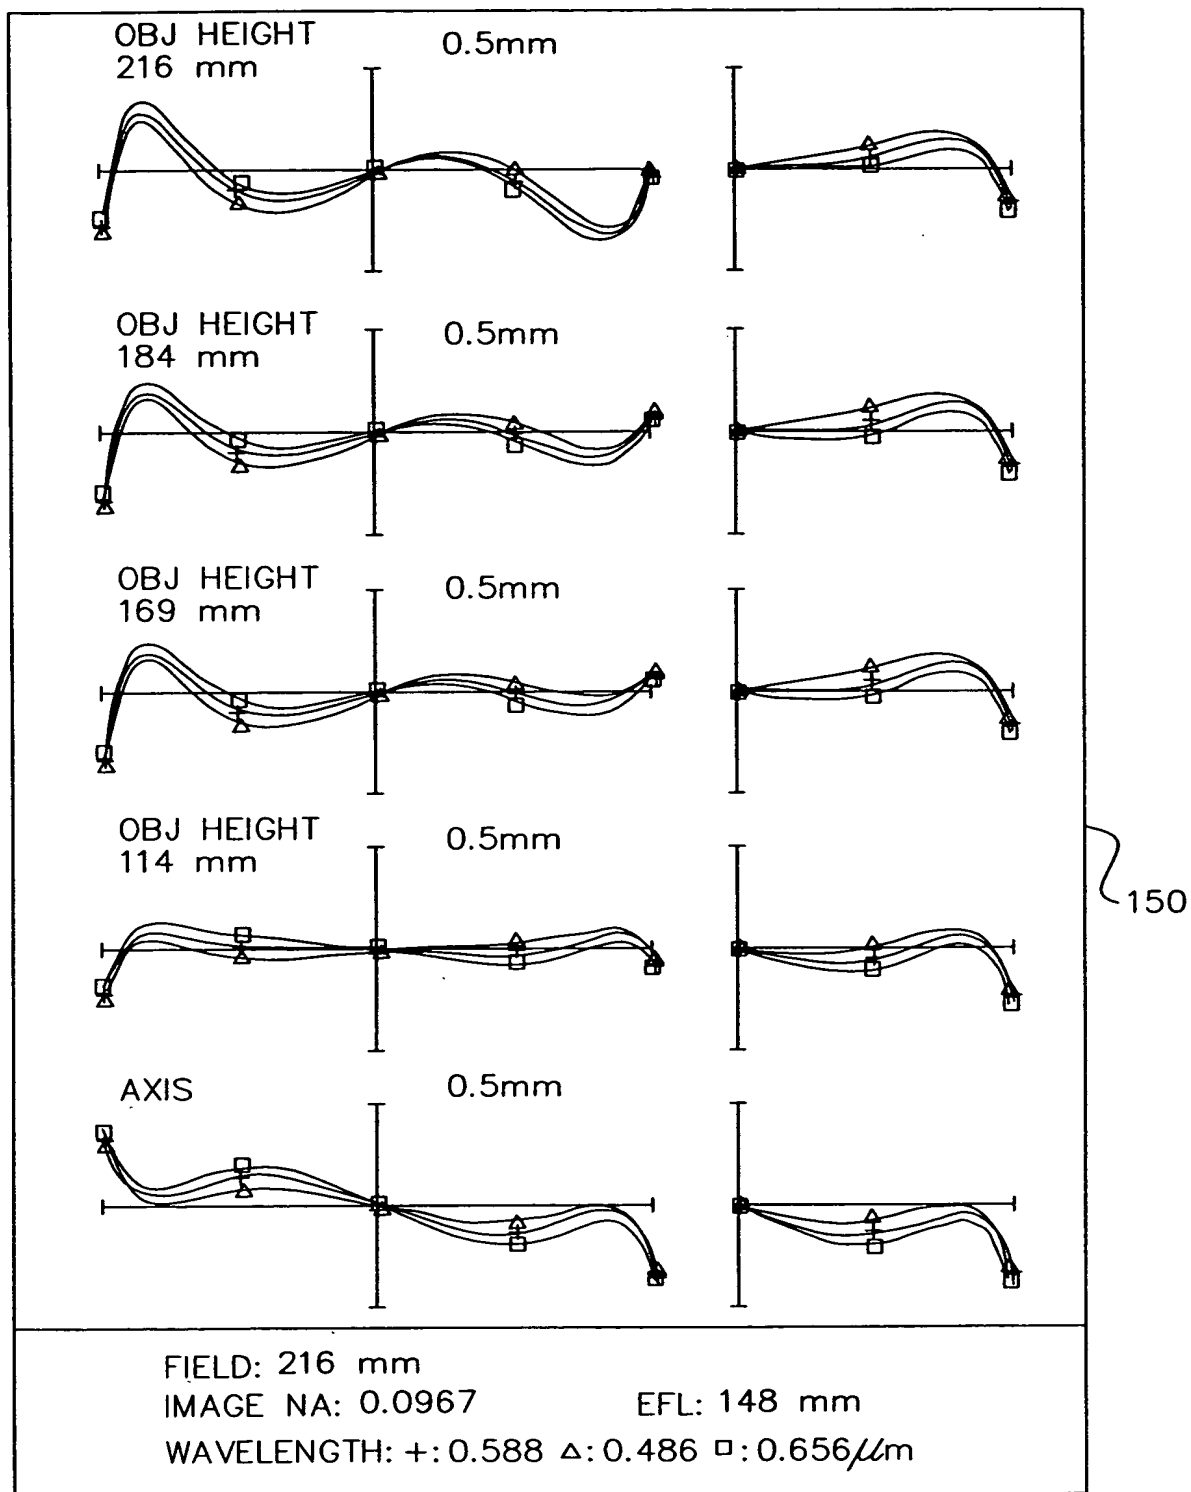 OBJ HEIGHT
216 mm
0.5mm
OBJ HEIGHT
184 mm
0.5mm
OBJ HEIGHT
169 mm
0.5mm
OBJ HEIGHT
114 mm
0.5mm
150
AXIS
0.5mm
FIELD: 216 mm
IMAGE NA: 0.0967 EFL: 148 mm
WAVELENGTH: +: 0.588 △: 0.486 □: 0.656μm